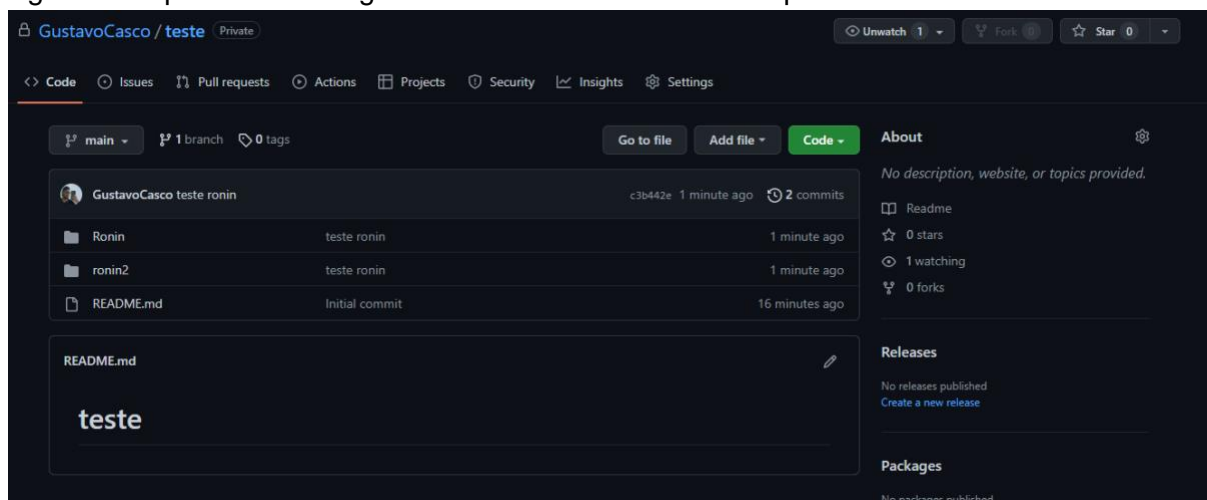 GustavoCasco / teste Private
Unwatch 1 Fork 0 Star 0
<> Code Issues Pull requests Actions Projects Security Insights Settings
main 1 branch 0 tags Go to file Add file Code
GustavoCasco teste ronin c3b442e 1 minute ago 2 commits
Ronin teste ronin 1 minute ago
ronin2 teste ronin 1 minute ago
README.md Initial commit 16 minutes ago
README.md
teste
About
No description, website, or topics provided.
Readme
0 stars
1 watching
0 forks
Releases
No releases published
Create a new release
Packages
No packages published